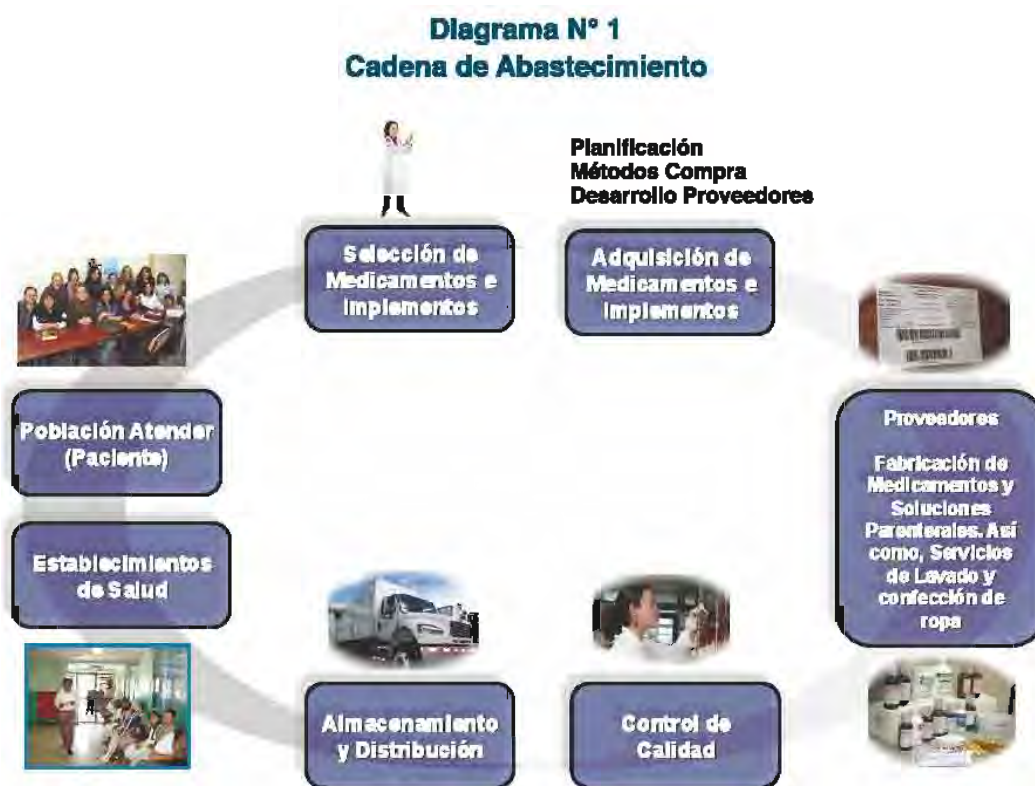 Diagrama N° 1
Cadena de Abastecimiento
Planificación
Métodos Compra
Desarrollo Proveedores
Selección de
Medicamentos e
Implementos
Adquisición de
Medicamentos e
Implementos
Proveedores
Fabricación de
Medicamentos y
Soluciones
Parenterales. Así
como, Servicios
de Lavado y
confección de
ropa
Control de
Calidad
Almacenamiento
y Distribución
Establecimientos
de Salud
Población Atender
(Paciente)